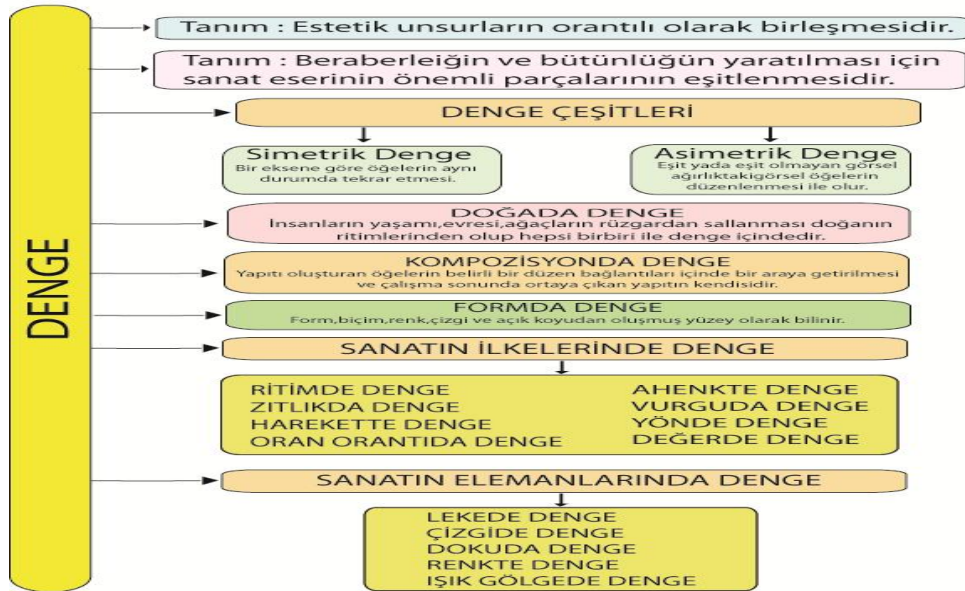 DENGE
Tanım : Estetik unsurların orantılı olarak birleşmesidir.
Tanım : Beraberleiğin ve bütünlüğün yaratılması için
sanat eserinin önemli parçalarının eşitlenmesidir.
DENGE ÇEŞİTLERİ
Simetrik Denge
Bir eksene göre öğelerin aynı
durumda tekrar etmesi.
Asimetrik Denge
Eşit yada eşit olmayan görsel
ağırlıktakigörsel öğelerin
düzenlenmesi ile olur.
DOĞADA DENGE
İnsanların yaşamı,evresi,ağaçların rüzgardan sallanması doğanın
ritimlerinden olup hepsi birbiri ile denge içindedir.
KOMPOZİSYONDA DENGE
Yapıtı oluşturan öğelerin belirli bir düzen bağlantıları içinde bir araya getirilmesi
ve çalışma sonunda ortaya çıkan yapıtın kendisidir.
FORMDA DENGE
Form,biçim,renk,çizgi ve açık koyudan oluşmuş yüzey olarak bilinir.
SANATIN İLKELERİNDE DENGE
RİTİMDE DENGE
ZITLIKDA DENGE
HAREKETTE DENGE
ORAN ORANTIDA DENGE
AHENKTE DENGE
VURGUDA DENGE
YÖNDE DENGE
DEĞERDE DENGE
SANATIN ELEMANLARINDA DENGE
LEKEDE DENGE
ÇİZGİDE DENGE
DOKUDA DENGE
RENKTE DENGE
IŞIK GÖLGEDE DENGE